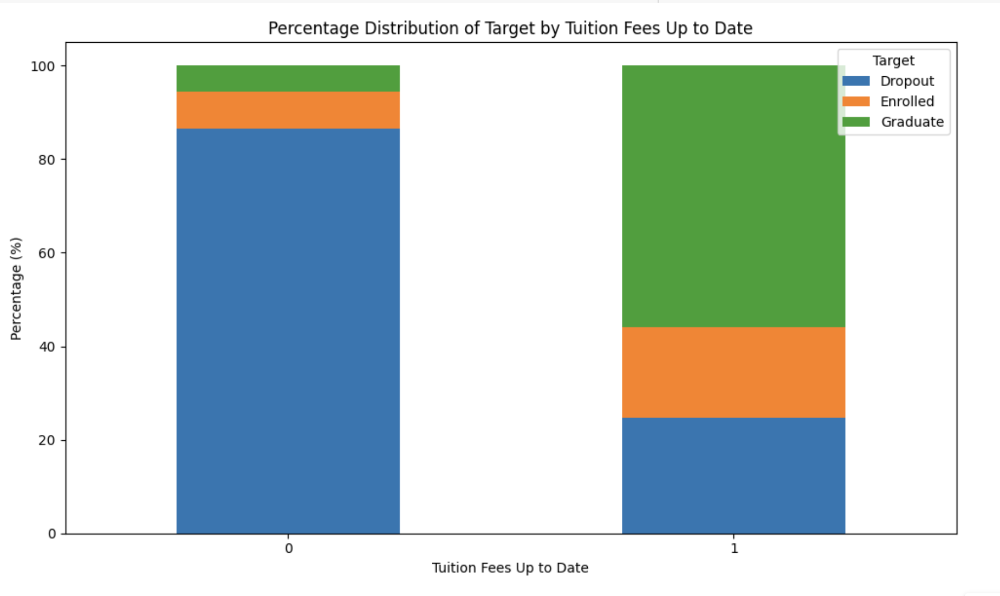 Percentage Distribution of Target by Tuition Fees Up to Date
Target
Dropout
Enrolled
Graduate
100
80
60
40
20
0
Percentage (%)
0
1
Tuition Fees Up to Date